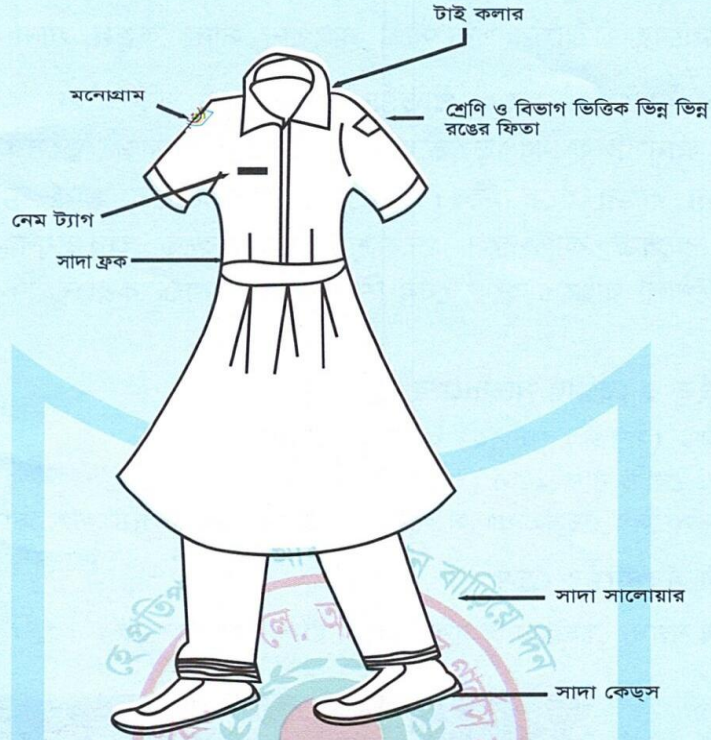 টাই কলার
মনোগ্রাম
শ্রেণি ও বিভাগ ভিত্তিক ভিন্ন ভিন্ন
রঙের ফিতা
নেম ট্যাগ
সাদা ফ্রক
সাদা সালোয়ার
সাদা কেড্‌স
হে
বাড়িয়ে দিন